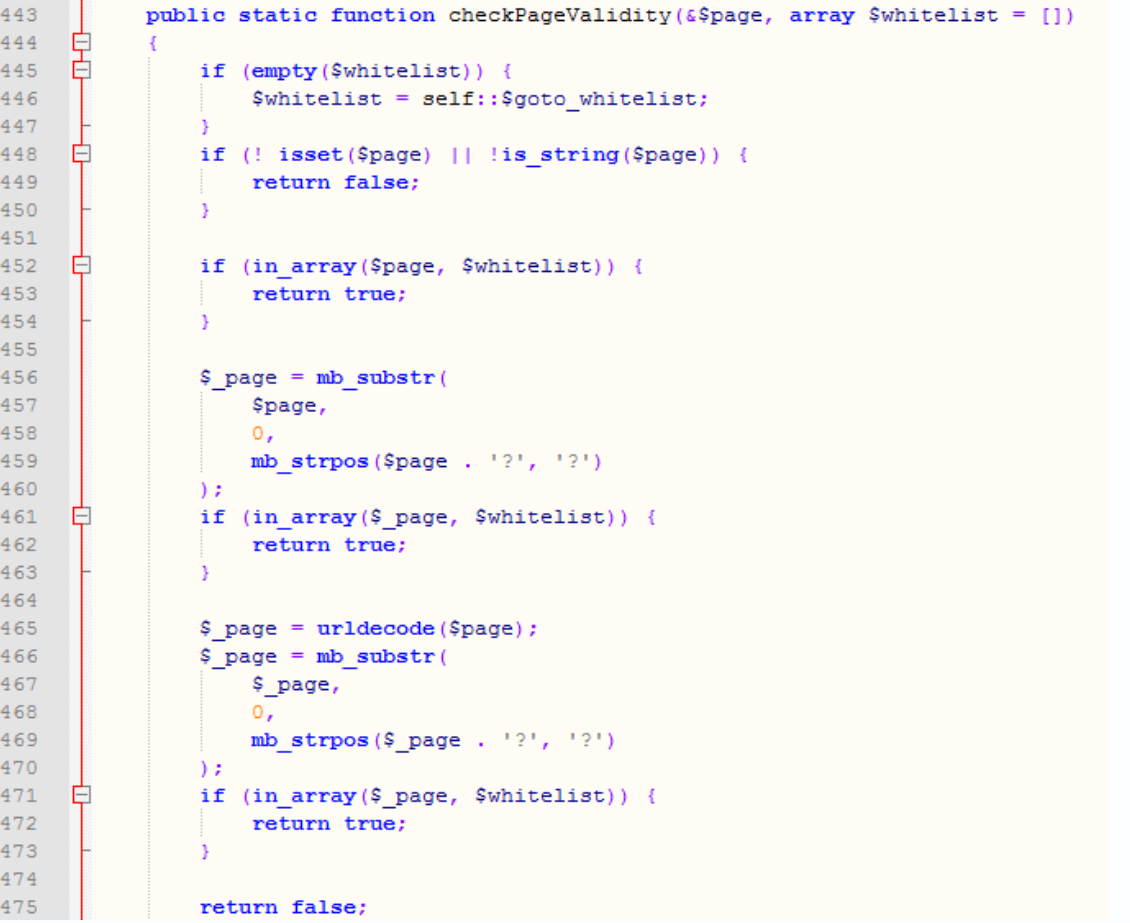 443 public static function checkPageValidity(&$page, array $whitelist = [])
444 {
445 if (empty($whitelist)) {
446 $whitelist = self::$goto_whitelist;
447 }
448 if (! isset($page) || !is_string($page)) {
449 return false;
450 }
451
452 if (in_array($page, $whitelist)) {
453 return true;
454 }
455
456 $_page = mb_substr(
457 $page,
458 0,
459 mb_strpos($page . '?', '?')
460 );
461 if (in_array($_page, $whitelist)) {
462 return true;
463 }
464
465 $_page = urldecode($page);
466 $_page = mb_substr(
467 $_page,
468 0,
469 mb_strpos($_page . '?', '?')
470 );
471 if (in_array($_page, $whitelist)) {
472 return true;
473 }
474
475 return false;